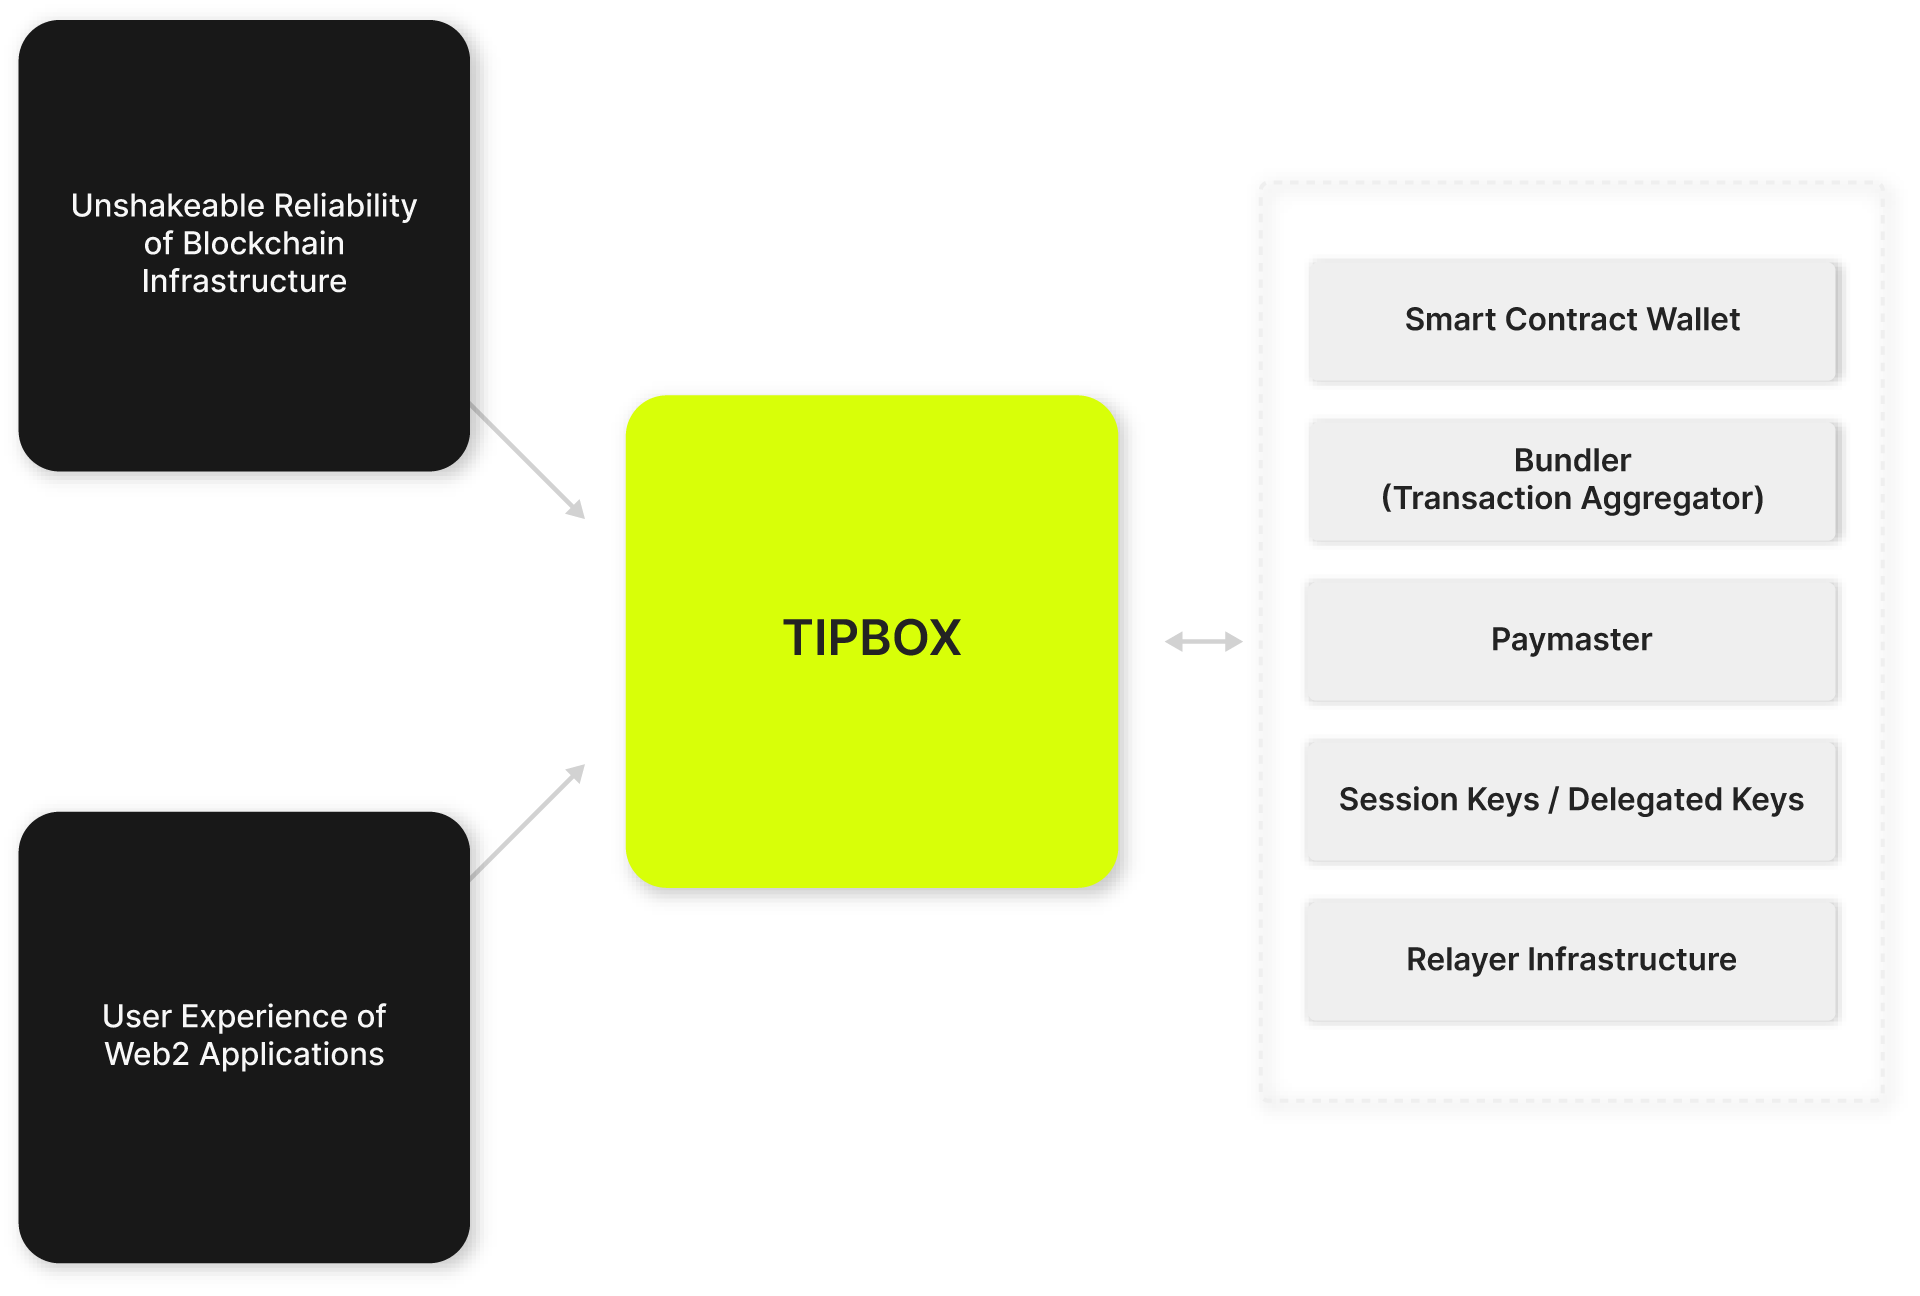 Unshakeable Reliability
of Blockchain
Infrastructure
User Experience of
Web2 Applications
TIPBOX
Smart Contract Wallet
Bundler
(Transaction Aggregator)
Paymaster
Session Keys / Delegated Keys
Relayer Infrastructure